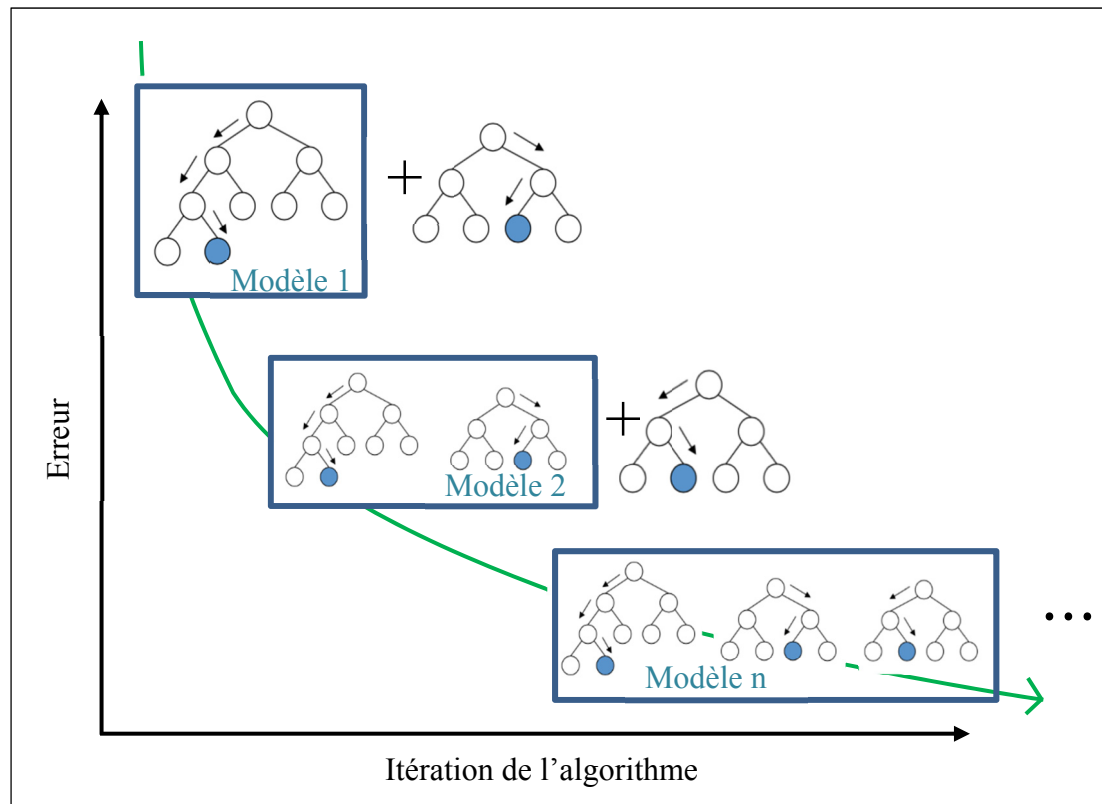 Modèle 1
+
Erreur
Modèle 2
+
Modèle n
...
Itération de l’algorithme